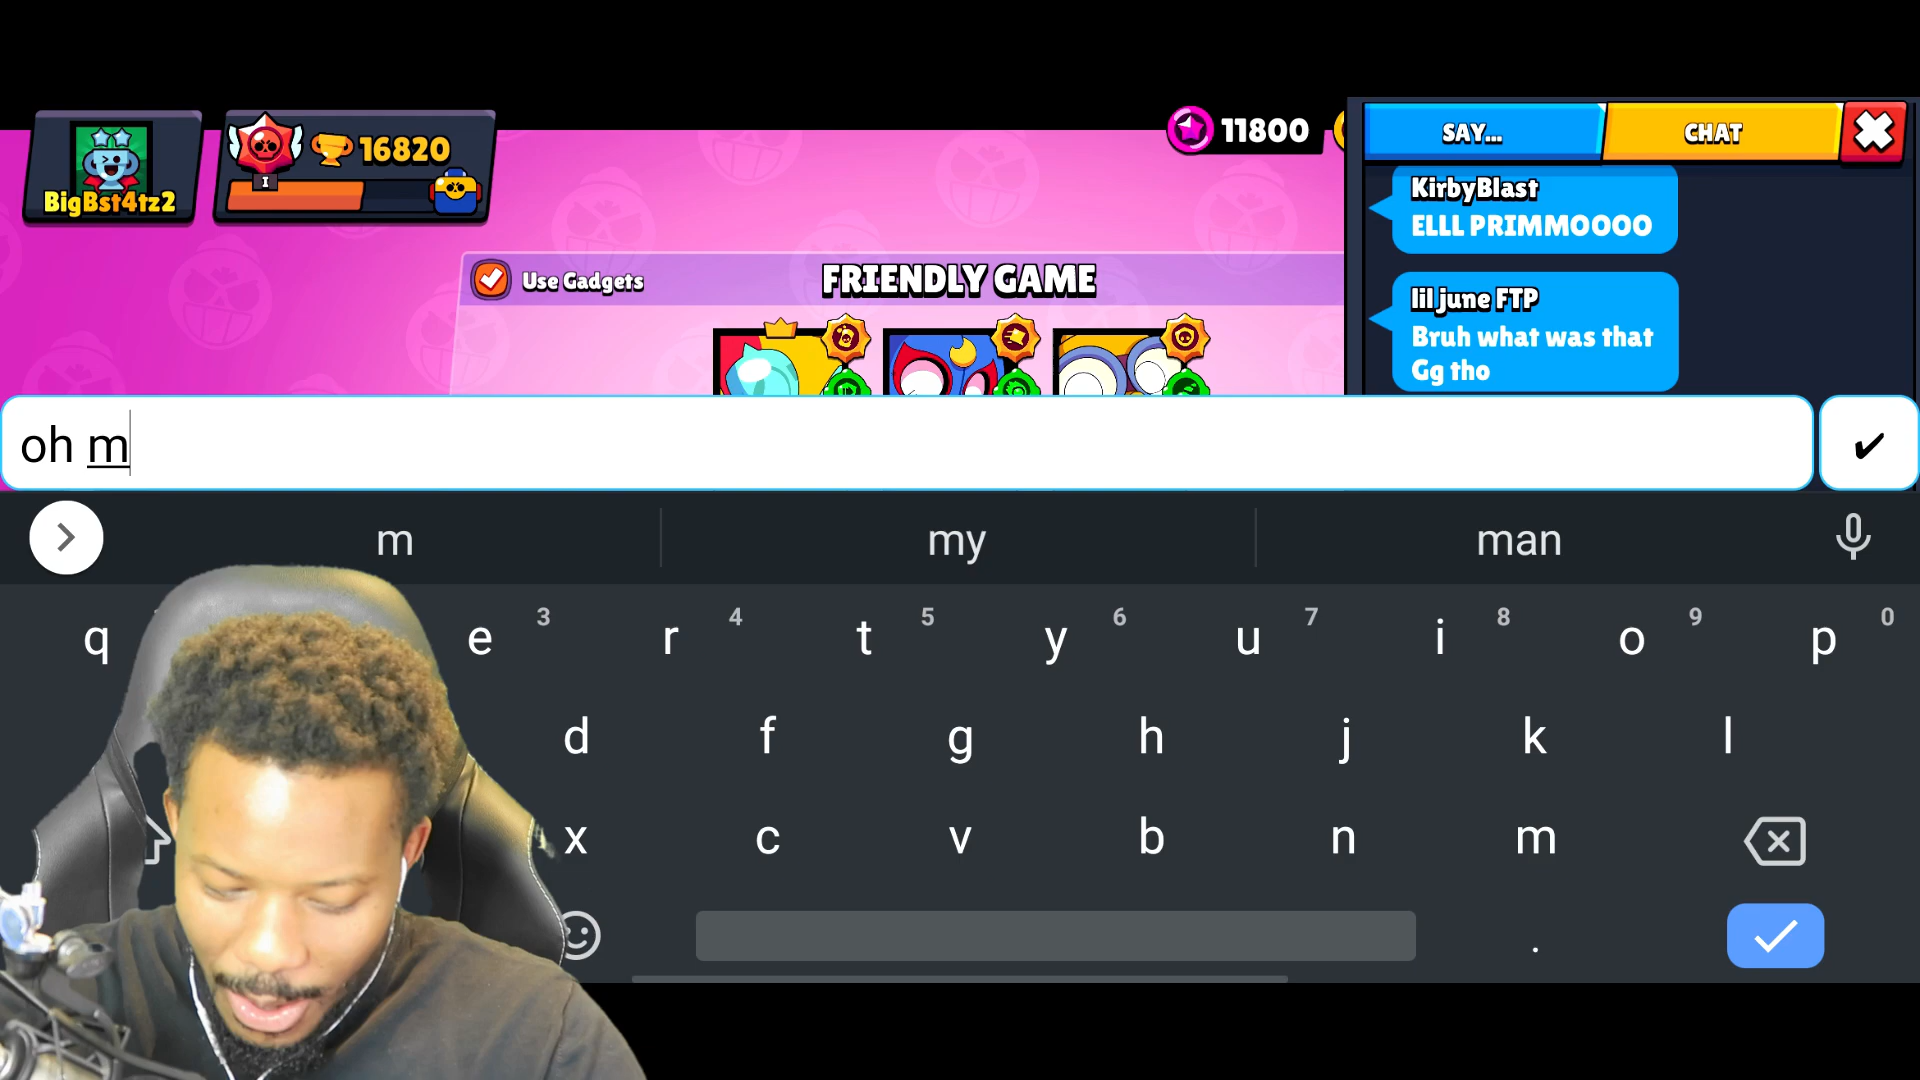 BigBst4tz2
I
16820
11800
SAY...
CHAT
KirbyBlast
ELLL PRIMMOOOO
lil june FTP
Bruh what was that
Gg tho
Use Gadgets
FRIENDLY GAME
oh m
✔
m
my
man
q
e 3
r 4
t 5
y 6
u 7
i 8
o 9
p 0
d
f
g
h
j
k
l
x
c
v
b
n
m
.